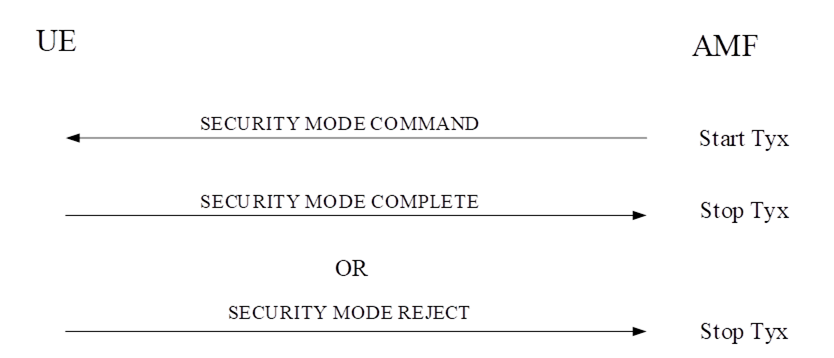 UE
AMF
SECURITY MODE COMMAND
Start Tyx
SECURITY MODE COMPLETE
Stop Tyx
OR
SECURITY MODE REJECT
Stop Tyx